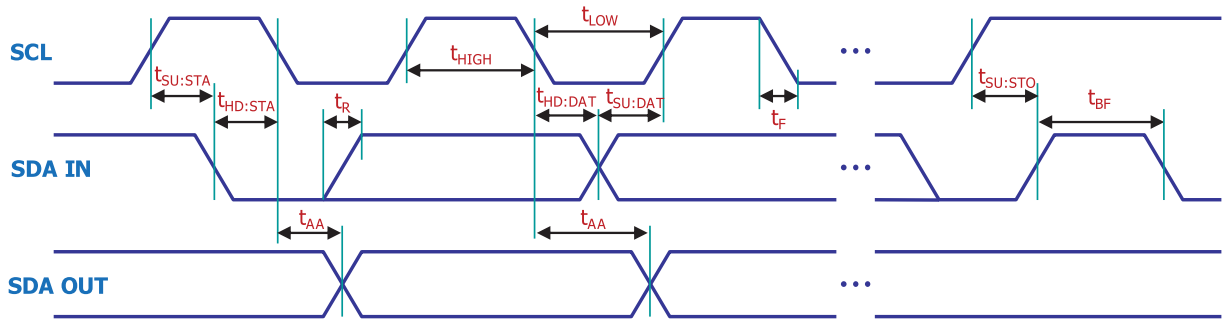 SCL
tSU:STA
tHD:STA
tR
tHIGH
tLOW
tHD:DAT
tSU:DAT
tF
•••
tSU:STO
tBF
SDA IN
•••
tAA
tAA
SDA OUT
•••